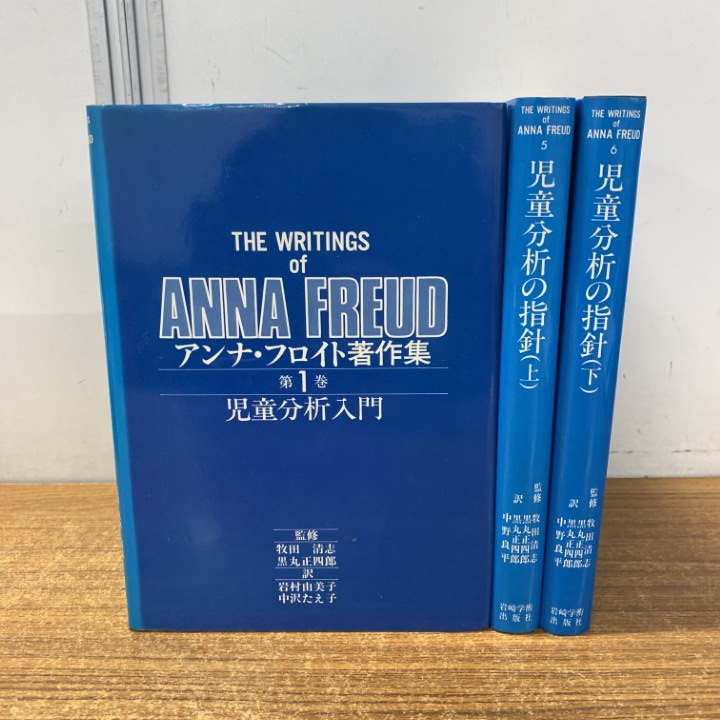 THE WRITINGS
of
ANNA FREUD
アンナ・フロイト著作集
第1巻
児童分析入門
監修
牧田 清志
黒丸正四郎
訳
岩村由美子
中沢たえ子
THE WRITINGS
of
ANNA FREUD
5
児童分析の指針(上)
監修
牧田清志
黒丸正四郎
訳
黒丸正四郎
中野良平
岩崎学術
出版社
THE WRITINGS
of
ANNA FREUD
6
児童分析の指針(下)
監修
牧田清志
黒丸正四郎
訳
黒丸正四郎
中野良平
岩崎学術
出版社